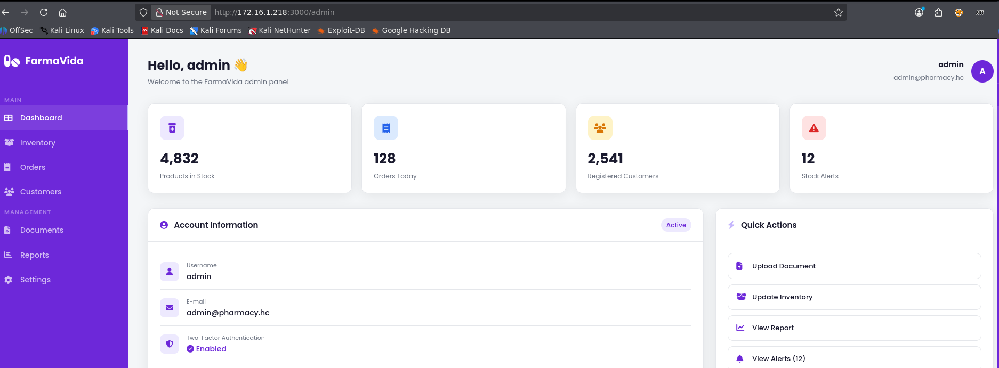 Not Secure http://172.16.1.218:3000/admin
OffSec Kali Linux Kali Tools Kali Docs Kali Forums Kali NetHunter Exploit-DB Google Hacking DB
FarmaVida
MAIN
Dashboard
Inventory
Orders
Customers
MANAGEMENT
Documents
Reports
Settings
Hello, admin 👋
Welcome to the FarmaVida admin panel
admin
admin@pharmacy.hc
A
4,832
Products in Stock
128
Orders Today
2,541
Registered Customers
12
Stock Alerts
Account Information
Active
Username
admin
E-mail
admin@pharmacy.hc
Two-Factor Authentication
Enabled
Quick Actions
Upload Document
Update Inventory
View Report
View Alerts (12)
.GIT